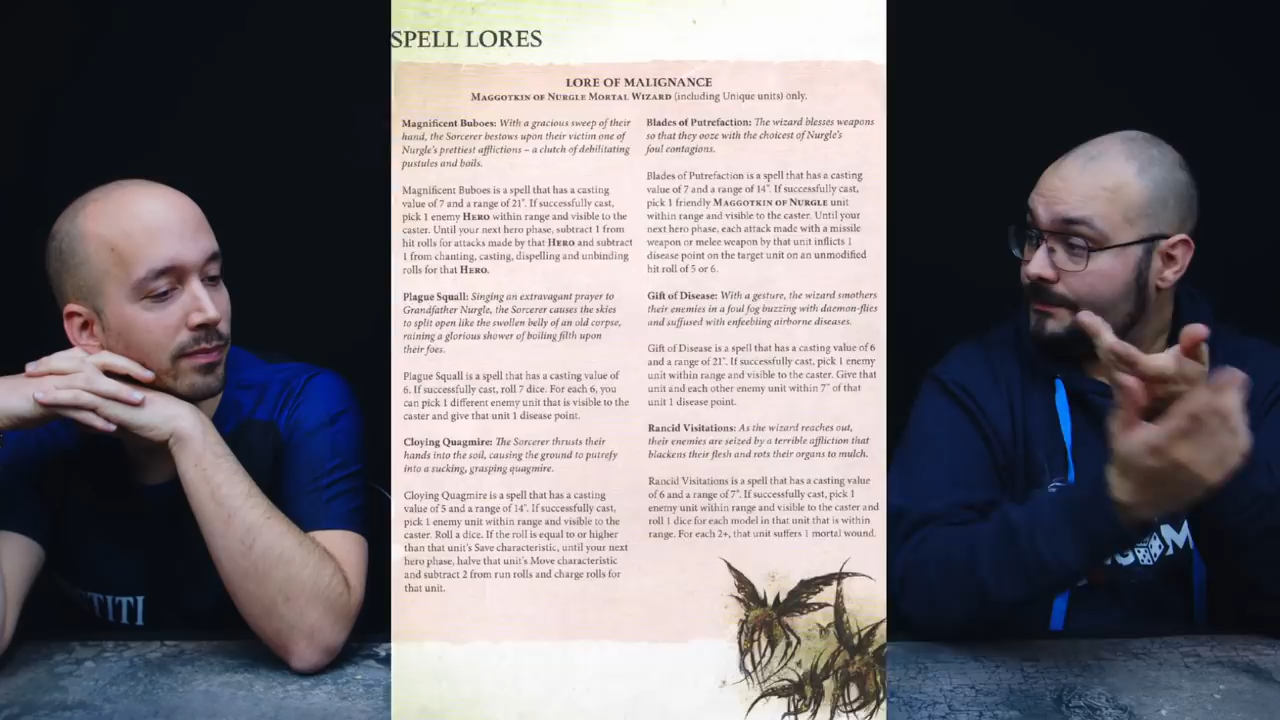 SPELL LORES
LORE OF MALIGNANCE
MAGGOTKIN OF NURGLE MORTAL WIZARD (including Unique units) only.
Magnificent Buboes: With a gracious sweep of their
hand, the Sorcerer bestows upon their victim one of
Nurgle's prettiest afflictions – a clutch of debilitating
pustules and boils.
Magnificent Buboes is a spell that has a casting
value of 7 and a range of 21". If successfully cast,
pick 1 enemy HERO within range and visible to the
caster. Until your next hero phase, subtract 1 from
hit rolls for attacks made by that HERO and subtract
1 from chanting, casting, dispelling and unbinding
rolls for that HERO.
Plague Squall: Singing an extravagant prayer to
Grandfather Nurgle, the Sorcerer causes the skies
to split open like the swollen belly of an old corpse,
raining a glorious shower of boiling filth upon
their foes.
Plague Squall is a spell that has a casting value of
6. If successfully cast, roll 7 dice. For each 6, you
can pick 1 different enemy unit that is visible to the
caster and give that unit 1 disease point.
Cloying Quagmire: The Sorcerer thrusts their
hands into the soil, causing the ground to putrefy
into a sucking, grasping quagmire.
Cloying Quagmire is a spell that has a casting
value of 5 and a range of 14". If successfully cast,
pick 1 enemy unit within range and visible to the
caster. Roll a dice. If the roll is equal to or higher
than that unit's Save characteristic, until your next
hero phase, halve that unit's Move characteristic
and subtract 2 from run rolls and charge rolls for
that unit.
Blades of Putrefaction: The wizard blesses weapons
so that they ooze with the choicest of Nurgle's
foul contagions.
Blades of Putrefaction is a spell that has a casting
value of 7 and a range of 14". If successfully cast,
pick 1 friendly MAGGOTKIN OF NURGLE unit
within range and visible to the caster. Until your
next hero phase, each attack made with a missile
weapon or melee weapon by that unit inflicts 1
disease point on the target unit on an unmodified
hit roll of 5 or 6.
Gift of Disease: With a gesture, the wizard smothers
their enemies in a foul fog buzzing with daemon-flies
and suffused with enfeebling airborne diseases.
Gift of Disease is a spell that has a casting value of 6
and a range of 21". If successfully cast, pick 1 enemy
unit within range and visible to the caster. Give that
unit and each other enemy unit within 7" of that
unit 1 disease point.
Rancid Visitations: As the wizard reaches out,
their enemies are seized by a terrible affliction that
blackens their flesh and rots their organs to mulch.
Rancid Visitations is a spell that has a casting value
of 6 and a range of 7". If successfully cast, pick 1
enemy unit within range and visible to the caster and
roll 1 dice for each model in that unit that is within
range. For each 2+, that unit suffers 1 mortal wound.